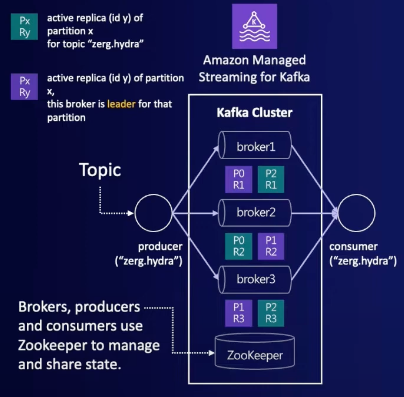 Px
Ry
active replica (id y) of
partition x
for topic “zerg.hydra”
Px
Ry
active replica (id y) of partition
x,
this broker is leader for that
partition
K
Amazon Managed
Streaming for Kafka
Kafka Cluster
Topic
broker1
P0
R1
P2
R1
broker2
P0
R2
P1
R2
broker3
P1
R3
P2
R3
ZooKeeper
producer
(“zerg.hydra”)
consumer
(“zerg.hydra”)
Brokers, producers
and consumers use
Zookeeper to manage
and share state.